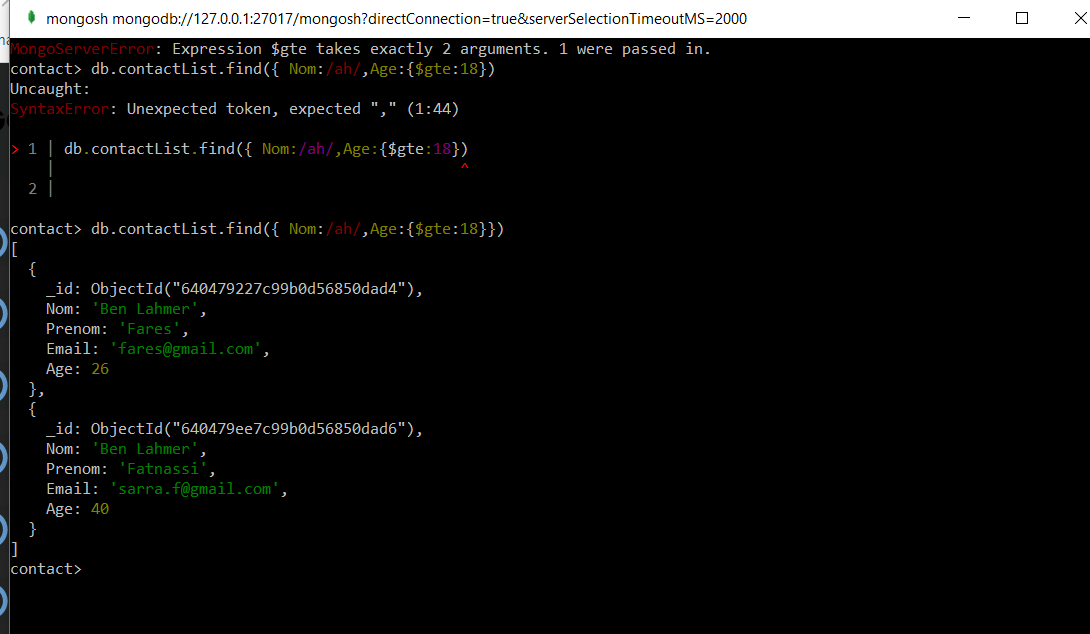 mongosh mongodb://127.0.0.1:27017/mongosh?directConnection=true&serverSelectionTimeoutMS=2000
MongoServerError: Expression $gte takes exactly 2 arguments. 1 were passed in.
contact> db.contactList.find({ Nom:/ah/,Age:{$gte:18})
Uncaught:
SyntaxError: Unexpected token, expected "," (1:44)
> 1 | db.contactList.find({ Nom:/ah/,Age:{$gte:18})
| ^
2 |
contact> db.contactList.find({ Nom:/ah/,Age:{$gte:18}})
[
{
_id: ObjectId("640479227c99b0d56850dad4"),
Nom: 'Ben Lahmer',
Prenom: 'Fares',
Email: 'fares@gmail.com',
Age: 26
},
{
_id: ObjectId("640479ee7c99b0d56850dad6"),
Nom: 'Ben Lahmer',
Prenom: 'Fatnassi',
Email: 'sarra.f@gmail.com',
Age: 40
}
]
contact>